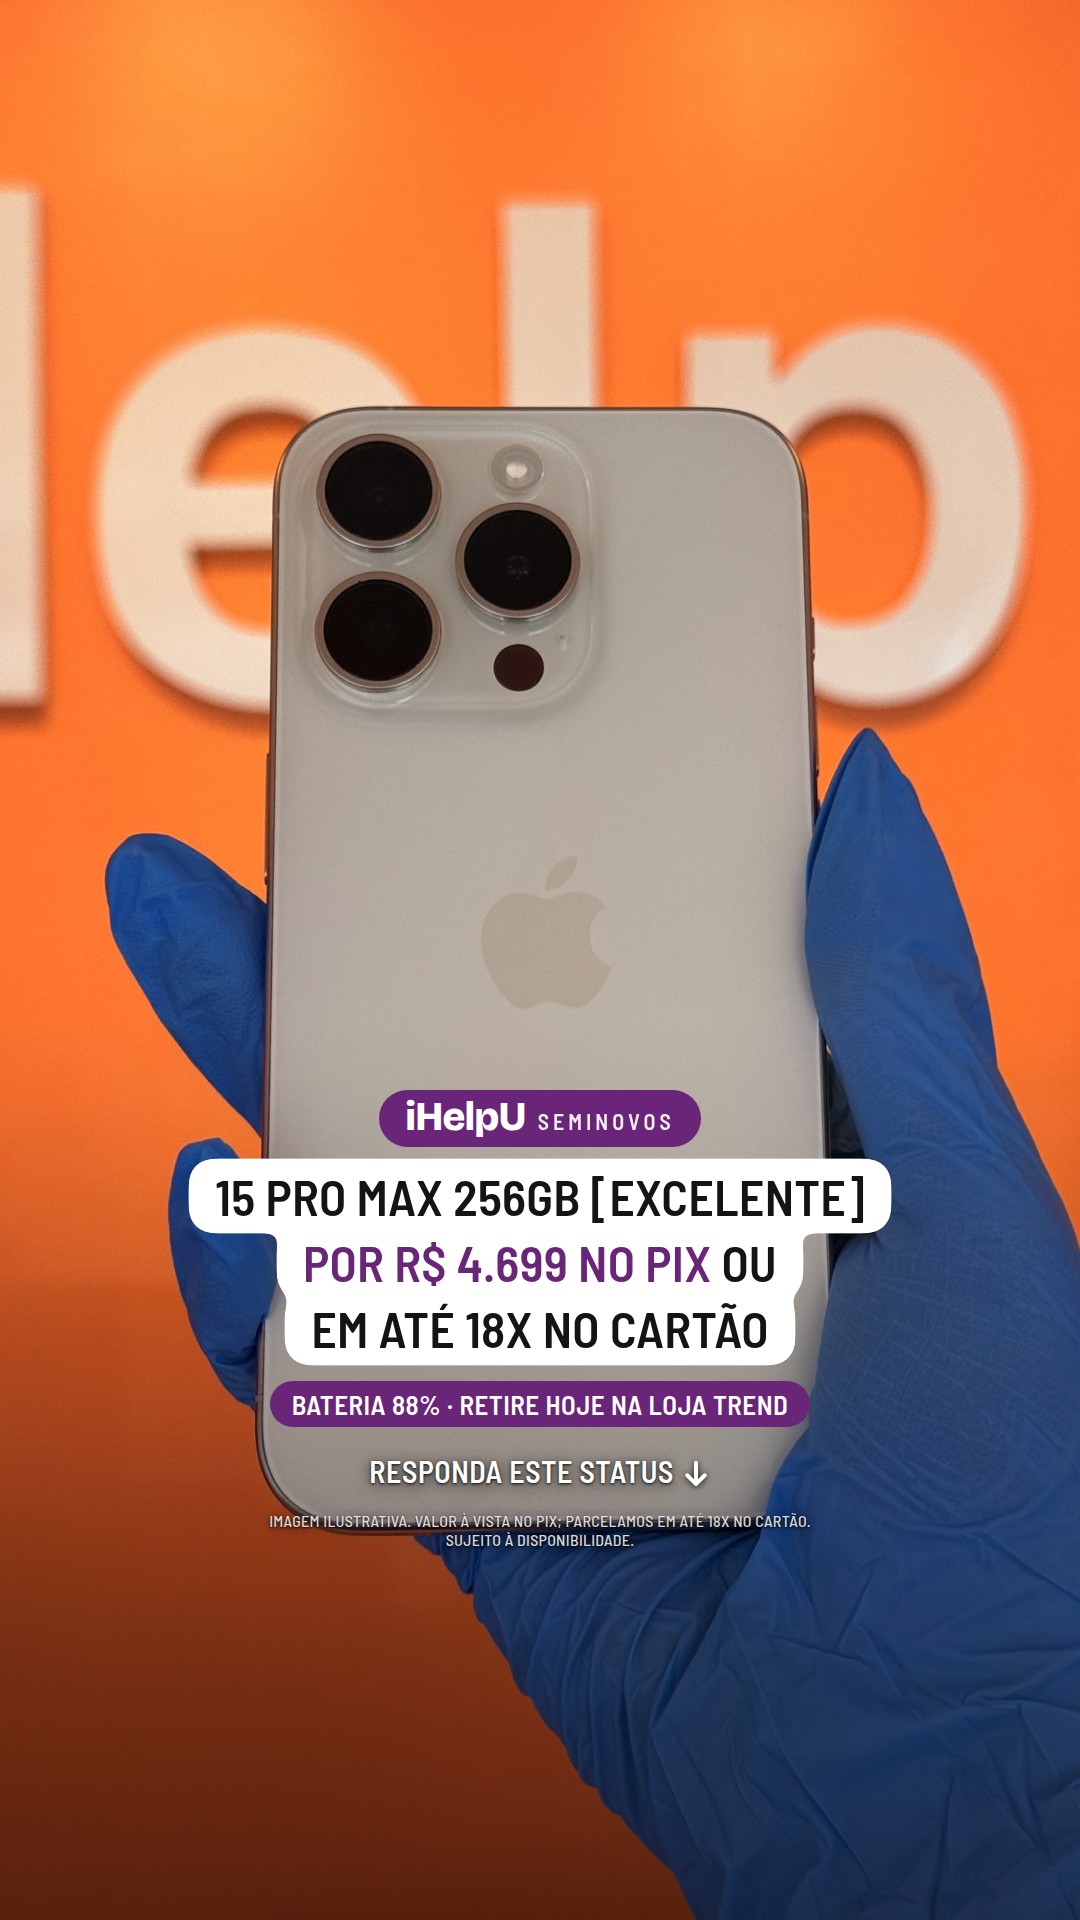 Help
iHelpU SEMINOVOS
15 PRO MAX 256GB [EXCELENTE]
POR R$ 4.699 NO PIX OU
EM ATÉ 18X NO CARTÃO
BATERIA 88% · RETIRE HOJE NA LOJA TREND
RESPONDA ESTE STATUS ↓
IMAGEM ILUSTRATIVA. VALOR À VISTA NO PIX; PARCELAMOS EM ATÉ 18X NO CARTÃO.
SUJEITO À DISPONIBILIDADE.